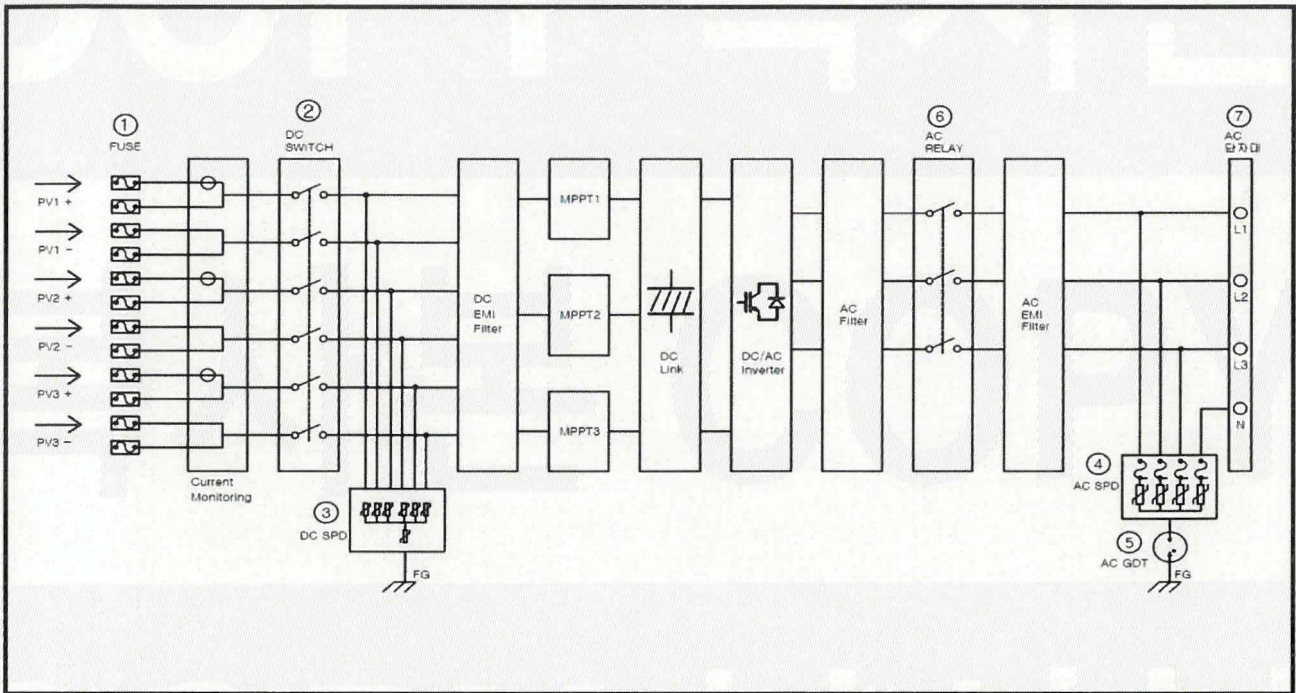 ①
FUSE
②
DC
SWITCH
⑥
AC
RELAY
⑦
AC
단자대
PV1 +
PV1 −
PV2 +
PV2 −
PV3 +
PV3 −
Current
Monitoring
③
DC SPD
FG
DC
EMI
Filter
MPPT1
MPPT2
MPPT3
DC
Link
DC/AC
Inverter
AC
Filter
AC
EMI
Filter
L1
L2
L3
N
④
AC SPD
⑤
AC GDT
FG